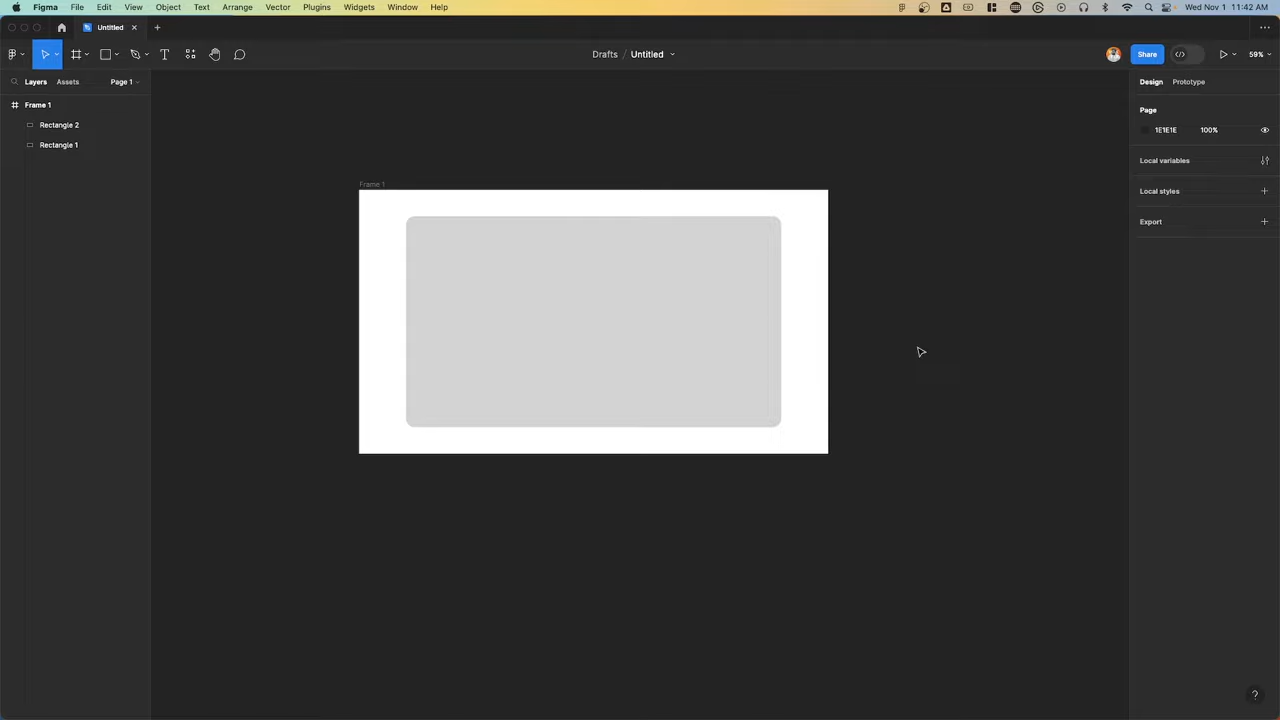 Figma File Edit View Object Text Arrange Vector Plugins Widgets Window Help Wed Nov 1 11:42 AM
Untitled
Drafts / Untitled Share 59%
Layers Assets Page 1 Design Prototype
Frame 1
Rectangle 2
Rectangle 1
Frame 1
Page
1E1E1E 100%
Local variables
Local styles
Export
?